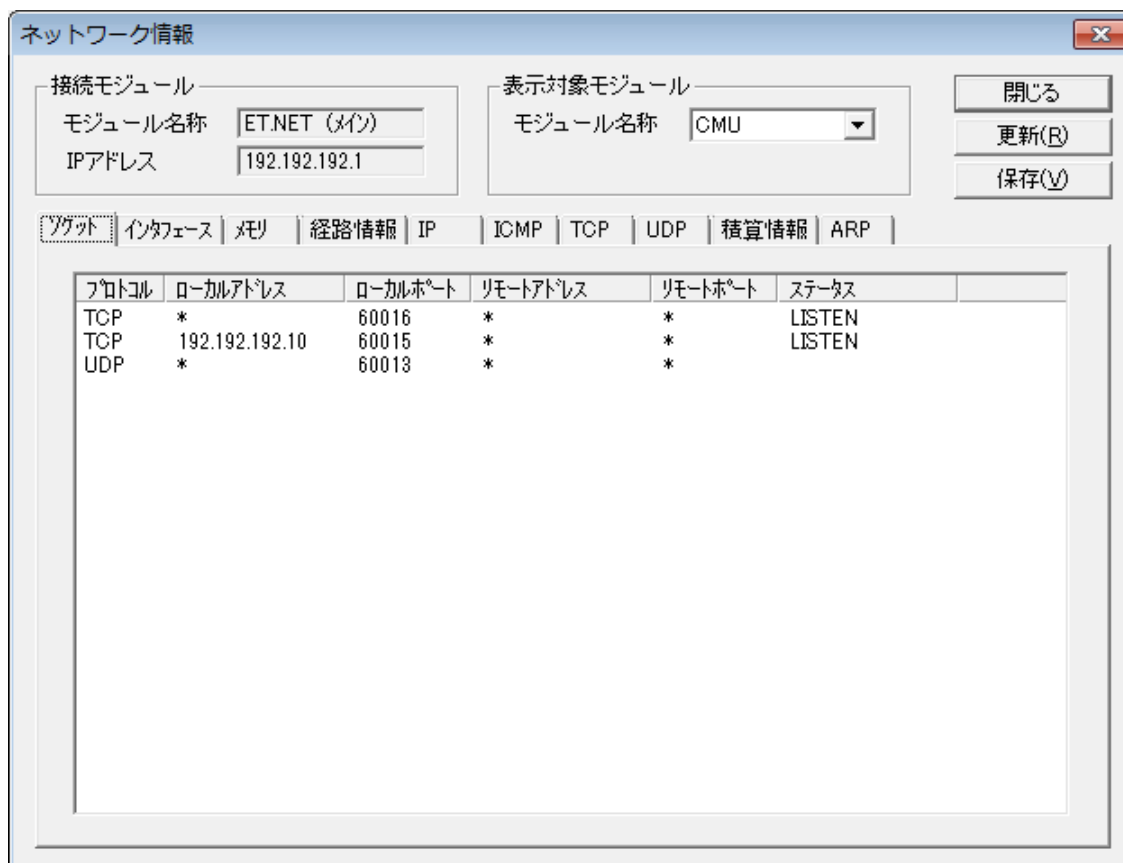 ネットワーク情報
接続モジュール
モジュール名称 ET.NET (メイン)
IPアドレス 192.192.192.1
表示対象モジュール
モジュール名称 CMU
閉じる
更新(R)
保存(V)
ソケット インタフェース メモリ 経路情報 IP ICMP TCP UDP 積算情報 ARP
プロトコル ローカルアドレス ローカルポート リモートアドレス リモートポート ステータス
TCP * 60016 * * LISTEN
TCP 192.192.192.10 60015 * * LISTEN
UDP * 60013 * *